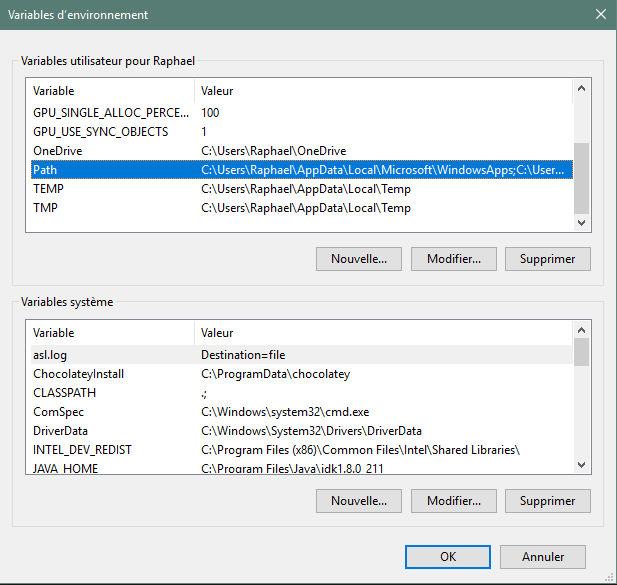 Variables d'environnement
Variables utilisateur pour Raphael
Variable Valeur
GPU_SINGLE_ALLOC_PERCE... 100
GPU_USE_SYNC_OBJECTS 1
OneDrive C:\Users\Raphael\OneDrive
Path C:\Users\Raphael\AppData\Local\Microsoft\WindowsApps;C:\User...
TEMP C:\Users\Raphael\AppData\Local\Temp
TMP C:\Users\Raphael\AppData\Local\Temp
Nouvelle... Modifier... Supprimer
Variables système
Variable Valeur
asl.log Destination=file
ChocolateyInstall C:\ProgramData\chocolatey
CLASSPATH .;
ComSpec C:\Windows\system32\cmd.exe
DriverData C:\Windows\System32\Drivers\DriverData
INTEL_DEV_REDIST C:\Program Files (x86)\Common Files\Intel\Shared Libraries\
JAVA_HOME C:\Program Files\Java\jdk1.8.0_211
Nouvelle... Modifier... Supprimer
OK Annuler